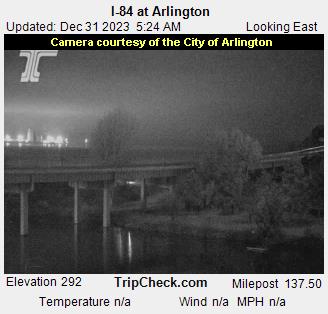 I-84 at Arlington
Updated: Dec 31 2023 5:24 AM Looking East
Camera courtesy of the City of Arlington
Elevation 292 TripCheck.com Milepost 137.50
Temperature n/a Wind n/a MPH n/a